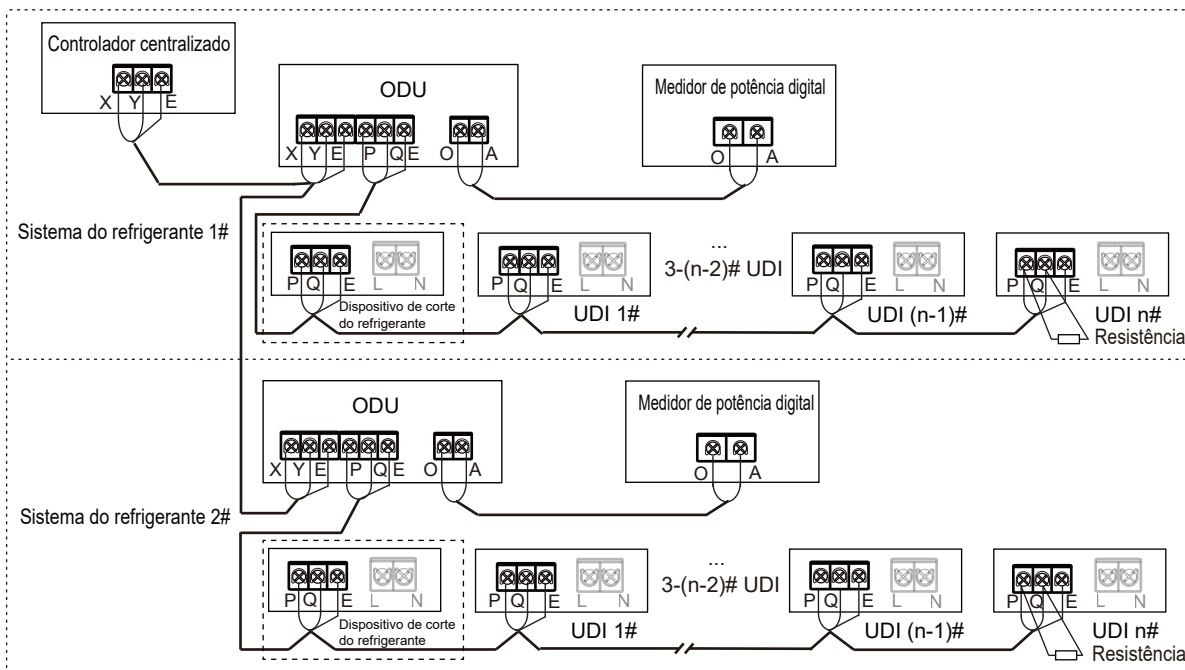 Controlador centralizado
X Y E
ODU
X Y E P Q E O A
Medidor de potência digital
O A
Sistema do refrigerante 1#
P Q E L N
Dispositivo de corte
do refrigerante
P Q E L N
UDI 1#
...
3-(n-2)# UDI
P Q E L N
UDI (n-1)#
P Q E L N
UDI n#
Resistência
ODU
X Y E P Q E O A
Medidor de potência digital
O A
Sistema do refrigerante 2#
P Q E L N
Dispositivo de corte
do refrigerante
P Q E L N
UDI 1#
...
3-(n-2)# UDI
P Q E L N
UDI (n-1)#
P Q E L N
UDI n#
Resistência